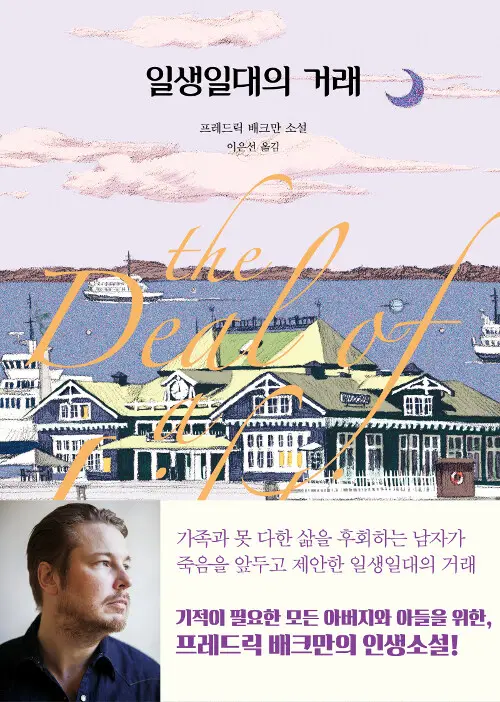 일생일대의 거래
프레드릭 배크만 소설
이은선 옮김
the
Deal of
a
가족과 못 다한 삶을 후회하는 남자가
죽음을 앞두고 제안한 일생일대의 거래
기적이 필요한 모든 아버지와 아들을 위한,
프레드릭 배크만의 인생소설!